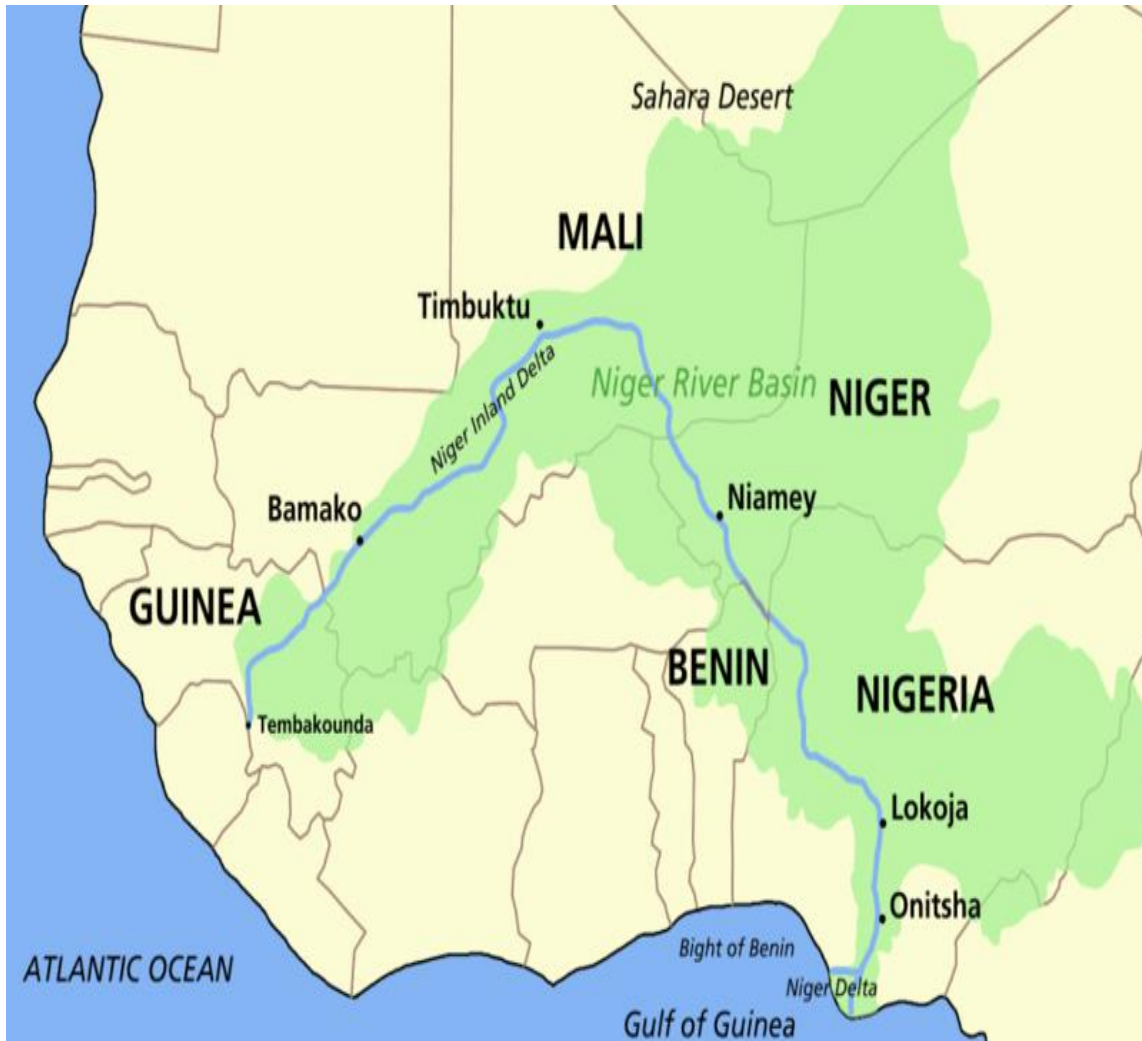 Sahara Desert
MALI
Timbuktu
Niger Inland Delta
Niger River Basin
NIGER
Bamako
Niamey
GUINEA
BENIN
NIGERIA
Tembakounda
Lokoja
Onitsha
Bight of Benin
ATLANTIC OCEAN
Niger Delta
Gulf of Guinea